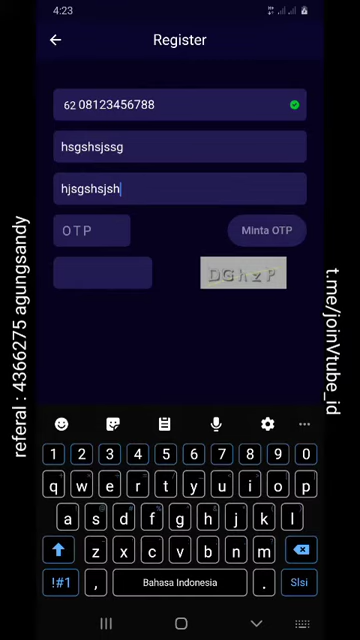 4:23
Register
62 08123456788
hsgshsjssg
hjsgshsjsh
OTP
Minta OTP
DGhzP
referal : 4366275 agungsandy
t.me/joinVtube_id
1 2 3 4 5 6 7 8 9 0
q w e r t y u i o p
a s d f g h j k l
z x c v b n m
!#1 , Bahasa Indonesia . Slsi